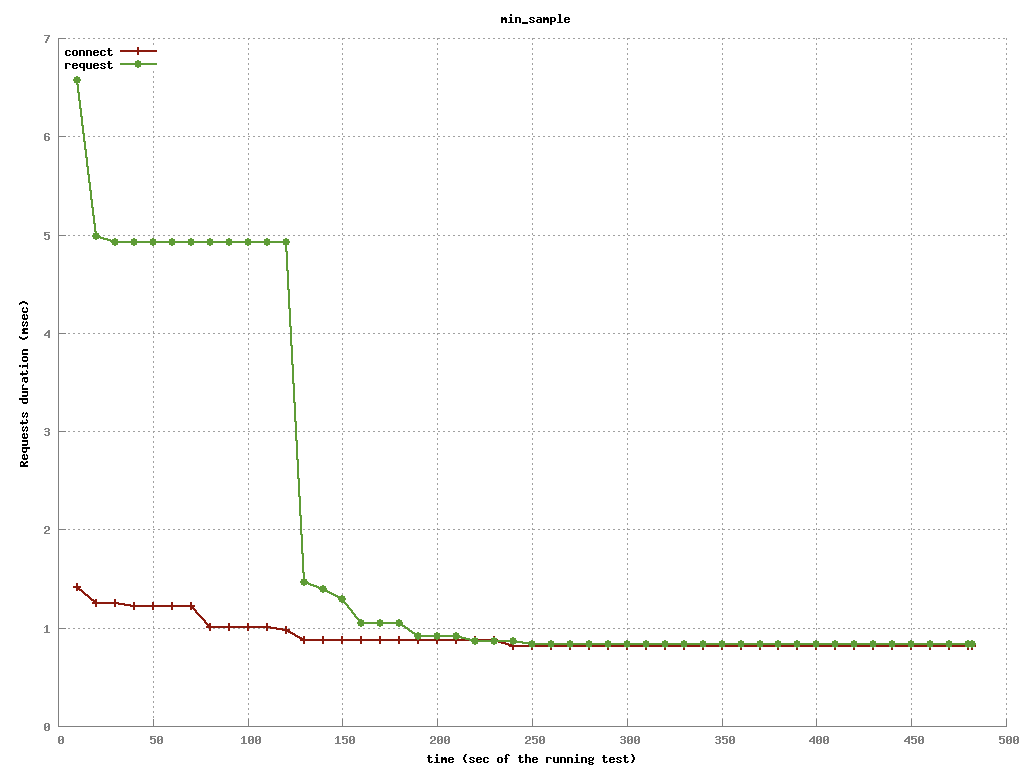 min_sample
connect
request
7
6
5
4
3
2
1
0
Requests duration (msec)
0 50 100 150 200 250 300 350 400 450 500
time (sec of the running test)